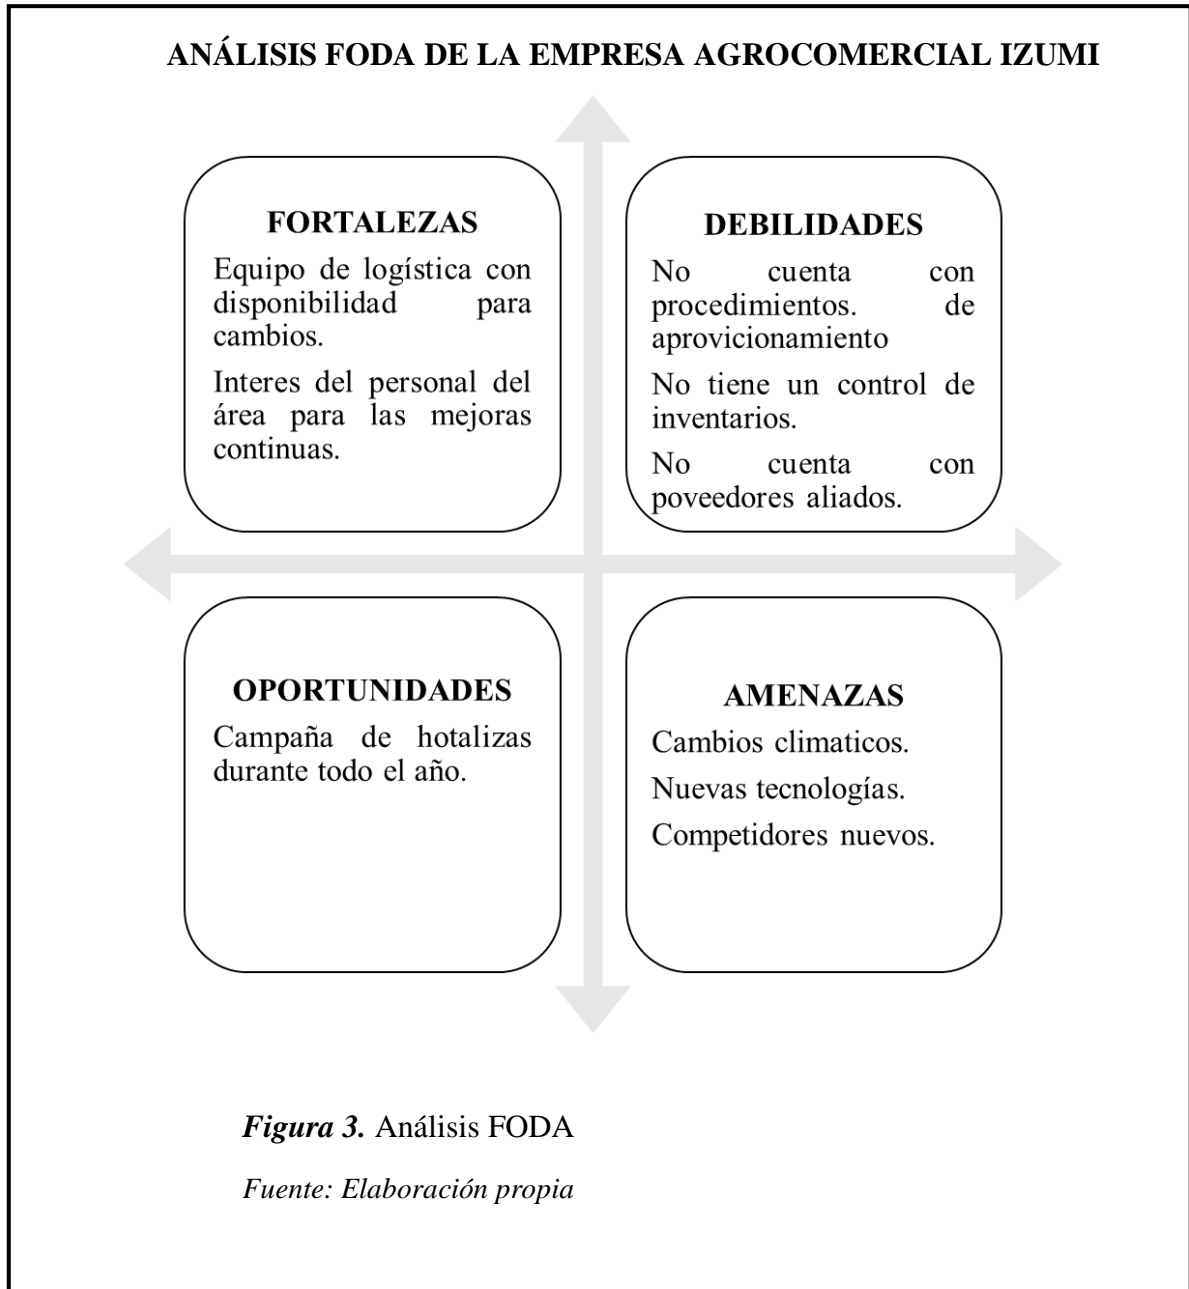 ANÁLISIS FODA DE LA EMPRESA AGROCOMERCIAL IZUMI
FORTALEZAS
Equipo de logística con
disponibilidad para
cambios.
Interes del personal del
área para las mejoras
continuas.
DEBILIDADES
No cuenta con
procedimientos. de
aprovicionamiento
No tiene un control de
inventarios.
No cuenta con
poveedores aliados.
OPORTUNIDADES
Campaña de hotalizas
durante todo el año.
AMENAZAS
Cambios climaticos.
Nuevas tecnologías.
Competidores nuevos.
Figura 3. Análisis FODA
Fuente: Elaboración propia